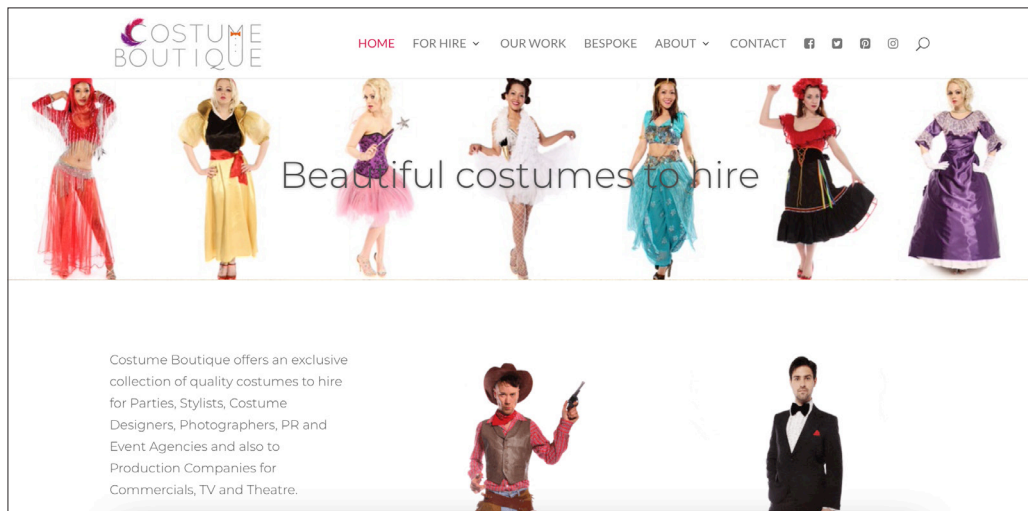 COSTUME
BOUTIQUE
HOME FOR HIRE OUR WORK BESPOKE ABOUT CONTACT
Beautiful costumes to hire
Costume Boutique offers an exclusive
collection of quality costumes to hire
for Parties, Stylists, Costume
Designers, Photographers, PR and
Event Agencies and also to
Production Companies for
Commercials, TV and Theatre.